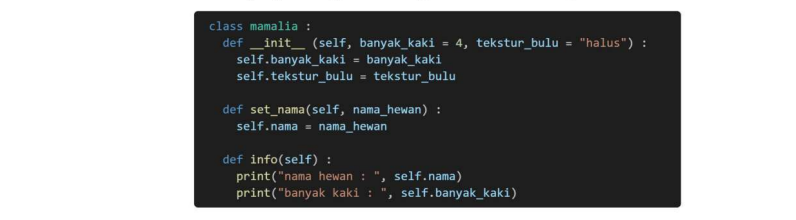 class mamalia :
def __init__ (self, banyak_kaki = 4, tekstur_bulu = "halus") :
self.banyak_kaki = banyak_kaki
self.tekstur_bulu = tekstur_bulu
def set_nama(self, nama_hewan) :
self.nama = nama_hewan
def info(self) :
print("nama hewan : ", self.nama)
print("banyak kaki : ", self.banyak_kaki)